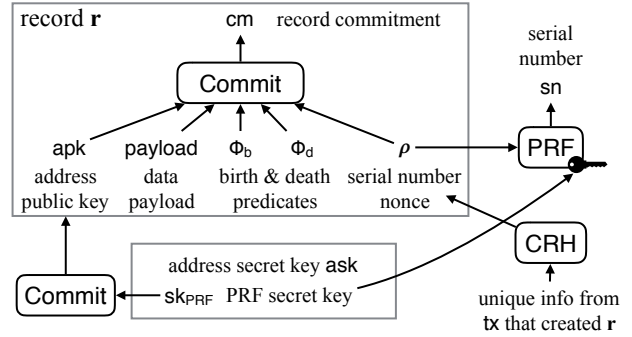 record r
cm record commitment
Commit
serial
number
sn
PRF
apk payload Φb Φd ρ
address data birth & death serial number
public key payload predicates nonce
CRH
address secret key ask
Commit
skPRF PRF secret key
unique info from
tx that created r